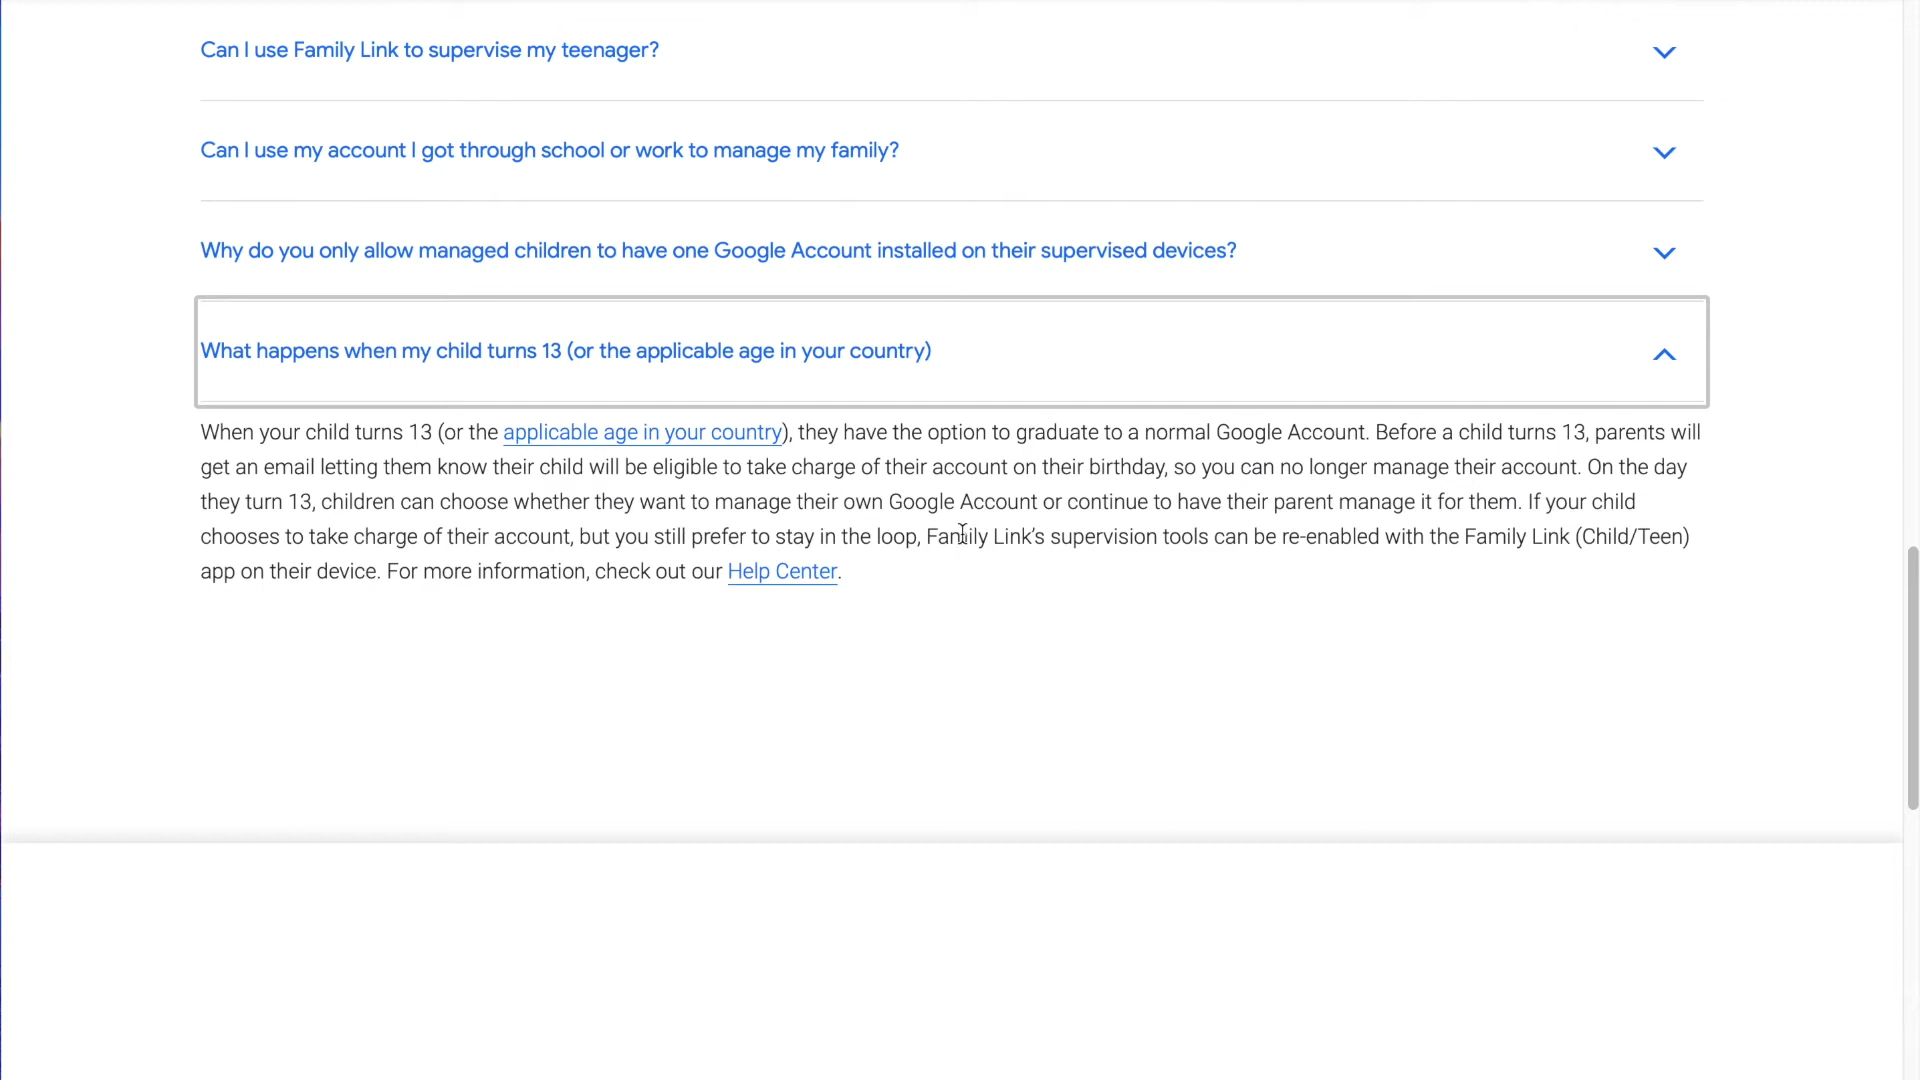 Can I use Family Link to supervise my teenager?
Can I use my account I got through school or work to manage my family?
Why do you only allow managed children to have one Google Account installed on their supervised devices?
What happens when my child turns 13 (or the applicable age in your country)
When your child turns 13 (or the applicable age in your country), they have the option to graduate to a normal Google Account. Before a child turns 13, parents will
get an email letting them know their child will be eligible to take charge of their account on their birthday, so you can no longer manage their account. On the day
they turn 13, children can choose whether they want to manage their own Google Account or continue to have their parent manage it for them. If your child
chooses to take charge of their account, but you still prefer to stay in the loop, Family Link’s supervision tools can be re-enabled with the Family Link (Child/Teen)
app on their device. For more information, check out our Help Center.